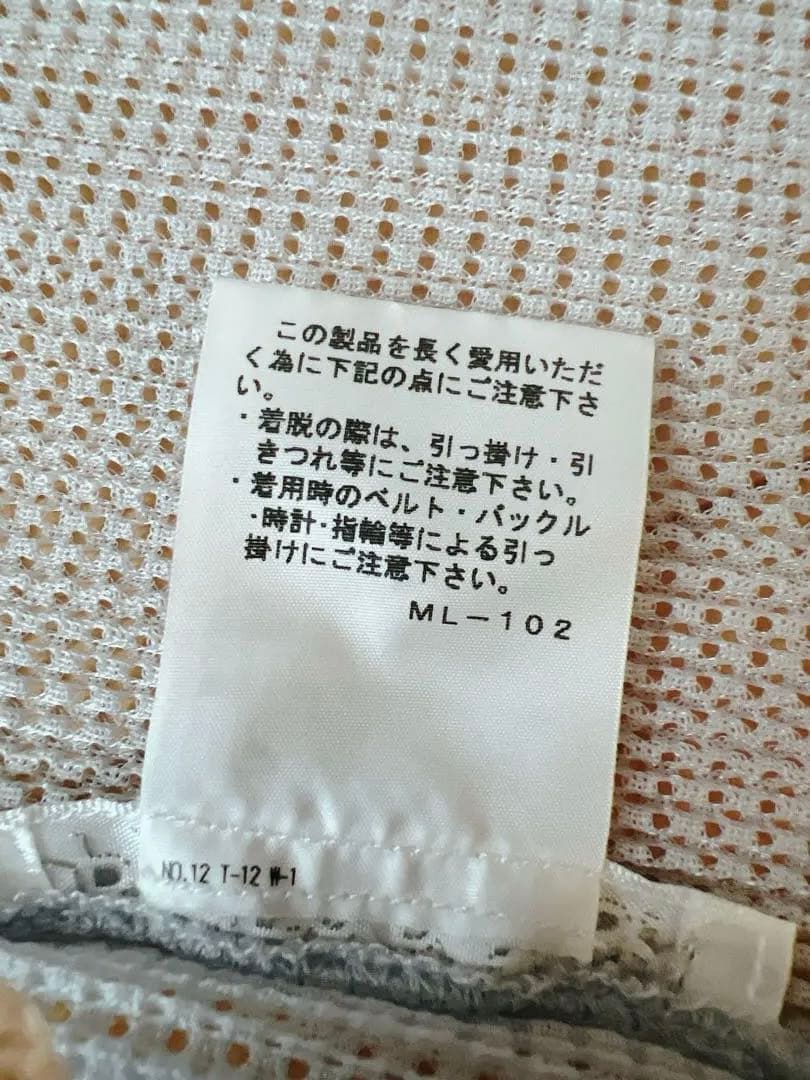 この製品を長く愛用いただ
く為に下記の点にご注意下さ
い。
・着脱の際は、引っ掛け・引
きつれ等にご注意下さい。
・着用時のベルト・バックル
・時計・指輪等による引っ
掛けにご注意下さい。
ML－102
NO.12 T-12 W-1